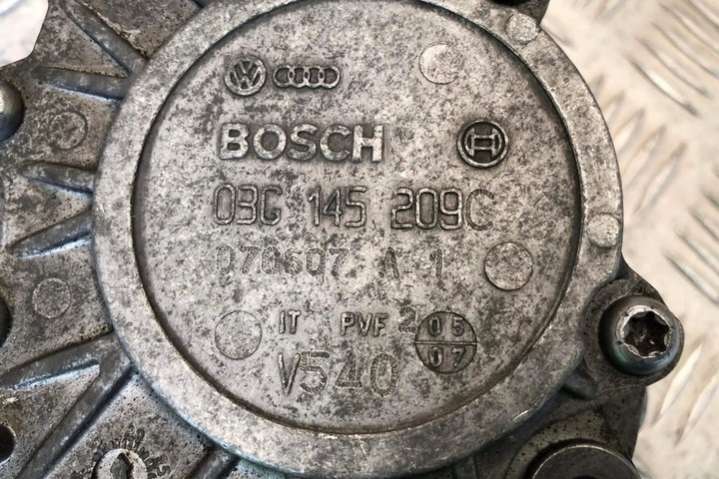 BOSCH
03G 145 209C
070607 A 1
IT PVF 2 05
07
V540